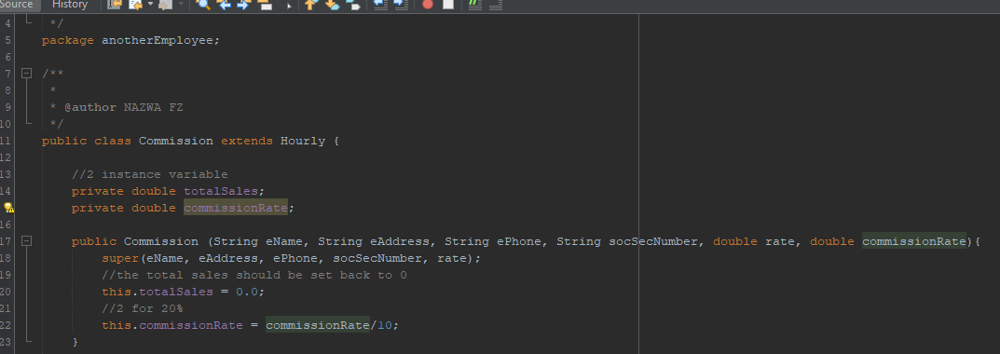 Source History
4 */
5 package anotherEmployee;
6
7 /**
8 *
9 * @author NAZWA FZ
10 */
11 public class Commission extends Hourly {
12
13 //2 instance variable
14 private double totalSales;
private double commissionRate;
16
17 public Commission (String eName, String eAddress, String ePhone, String socSecNumber, double rate, double commissionRate){
18 super(eName, eAddress, ePhone, socSecNumber, rate);
19 //the total sales should be set back to 0
20 this.totalSales = 0.0;
21 //2 for 20%
22 this.commissionRate = commissionRate/10;
23 }